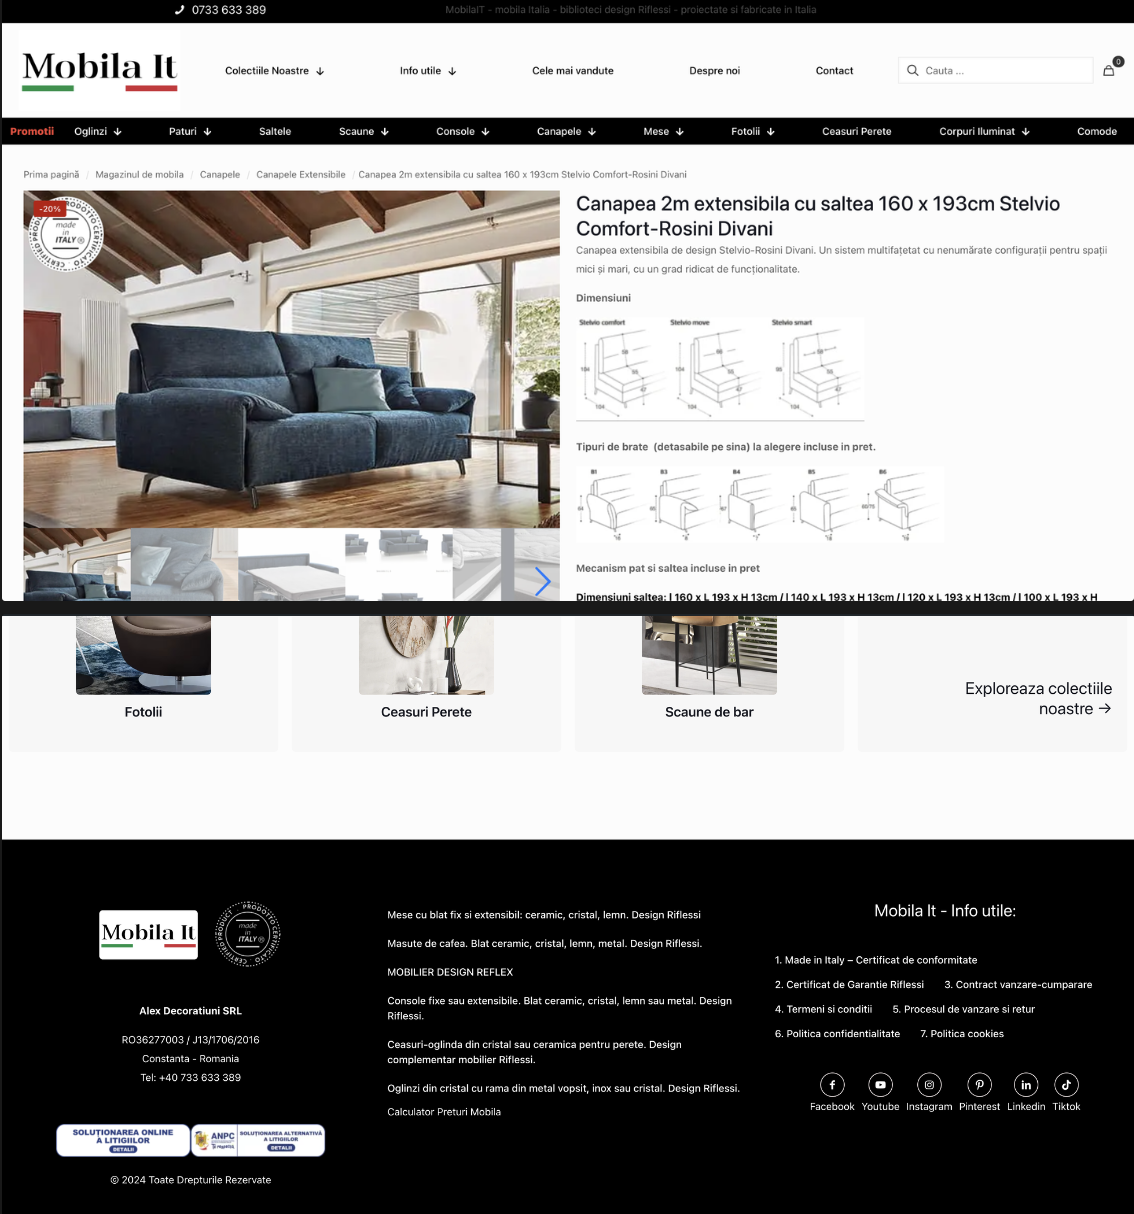 0733 633 389
MobilaIT - mobila Italia - biblioteci design Riflessi - proiectate si fabricate in Italia
Mobila It
Colectiile Noastre
Info utile
Cele mai vandute
Despre noi
Contact
Cauta ...
0
Promotii
Oglinzi
Paturi
Saltele
Scaune
Console
Canapele
Mese
Fotolii
Ceasuri Perete
Corpuri Iluminat
Comode
Prima pagină / Magazinul de mobila / Canapele / Canapele Extensibile / Canapea 2m extensibila cu saltea 160 x 193cm Stelvio Comfort-Rosini Divani
-20%
made in ITALY ®
Canapea 2m extensibila cu saltea 160 x 193cm Stelvio
Comfort-Rosini Divani
Canapea extensibila de design Stelvio-Rosini Divani. Un sistem multifațetat cu nenumărate configurații pentru spații
mici și mari, cu un grad ridicat de funcționalitate.
Dimensiuni
Stelvio comfort
Stelvio move
Stelvio smart
Tipuri de brate (detasabile pe sina) la alegere incluse in pret.
B1
B3
B4
B5
B6
Mecanism pat si saltea incluse in pret
Dimensiuni saltea: l 160 x L 193 x H 13cm / l 140 x L 193 x H 13cm / l 120 x L 193 x H 13cm / l 100 x L 193 x H
Fotolii
Ceasuri Perete
Scaune de bar
Exploreaza colectiile
noastre →
Mobila It
PRODOTTO CERTIFICATO CERTIFIED PRODUCT
made in ITALY ®
Alex Decoratiuni SRL
RO36277003 / J13/1706/2016
Constanta - Romania
Tel: +40 733 633 389
SOLUȚIONAREA ONLINE
A LITIGIILOR
DETALII
ANPC
SOLUȚIONAREA ALTERNATIVĂ
A LITIGIILOR
DETALII
© 2024 Toate Drepturile Rezervate
Mese cu blat fix si extensibil: ceramic, cristal, lemn. Design Riflessi
Masute de cafea. Blat ceramic, cristal, lemn, metal. Design Riflessi.
MOBILIER DESIGN REFLEX
Console fixe sau extensibile. Blat ceramic, cristal, lemn sau metal. Design
Riflessi.
Ceasuri-oglinda din cristal sau ceramica pentru perete. Design
complementar mobilier Riflessi.
Oglinzi din cristal cu rama din metal vopsit, inox sau cristal. Design Riflessi.
Calculator Preturi Mobila
Mobila It - Info utile:
1. Made in Italy – Certificat de conformitate
2. Certificat de Garantie Riflessi
3. Contract vanzare-cumparare
4. Termeni si conditii
5. Procesul de vanzare si retur
6. Politica confidentialitate
7. Politica cookies
Facebook
Youtube
Instagram
Pinterest
Linkedin
Tiktok